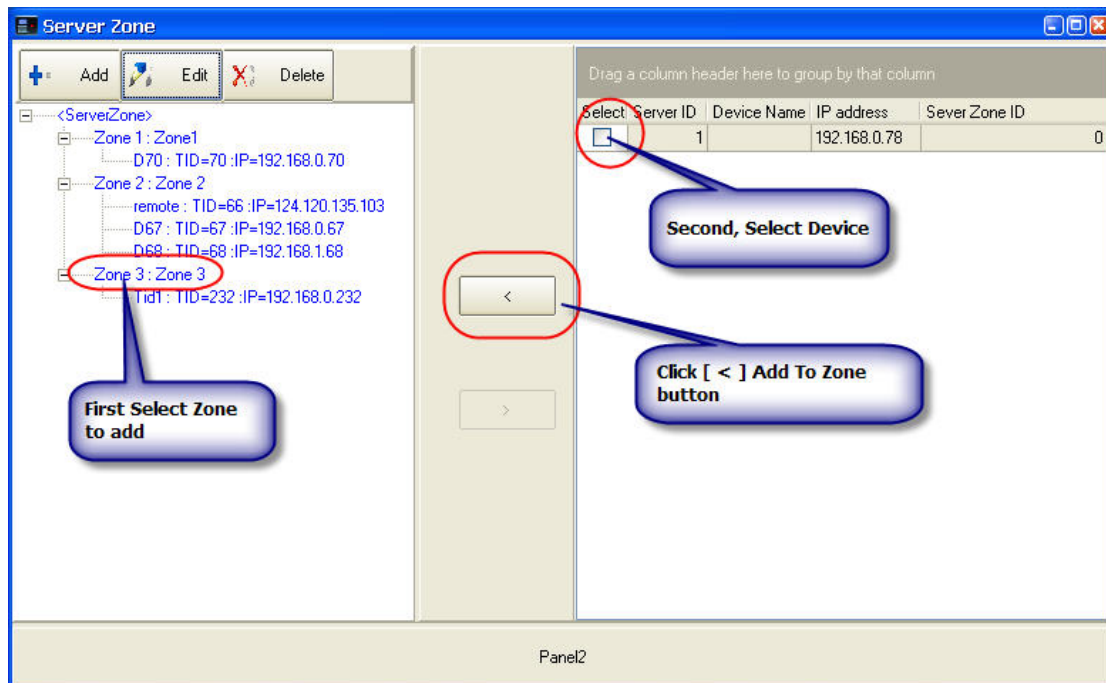 Server Zone
Add Edit Delete
<ServerZone>
Zone 1 : Zone1
D70 : TID=70 :IP=192.168.0.70
Zone 2 : Zone 2
remote : TID=66 :IP=124.120.135.103
D67 : TID=67 :IP=192.168.0.67
D68 : TID=68 :IP=192.168.1.68
Zone 3 : Zone 3
Tid1 : TID=232 :IP=192.168.0.232
First Select Zone
to add
<
>
Drag a column header here to group by that column
Select Server ID Device Name IP address Sever Zone ID
1 192.168.0.78 0
Second, Select Device
Click [ < ] Add To Zone
button
Panel2